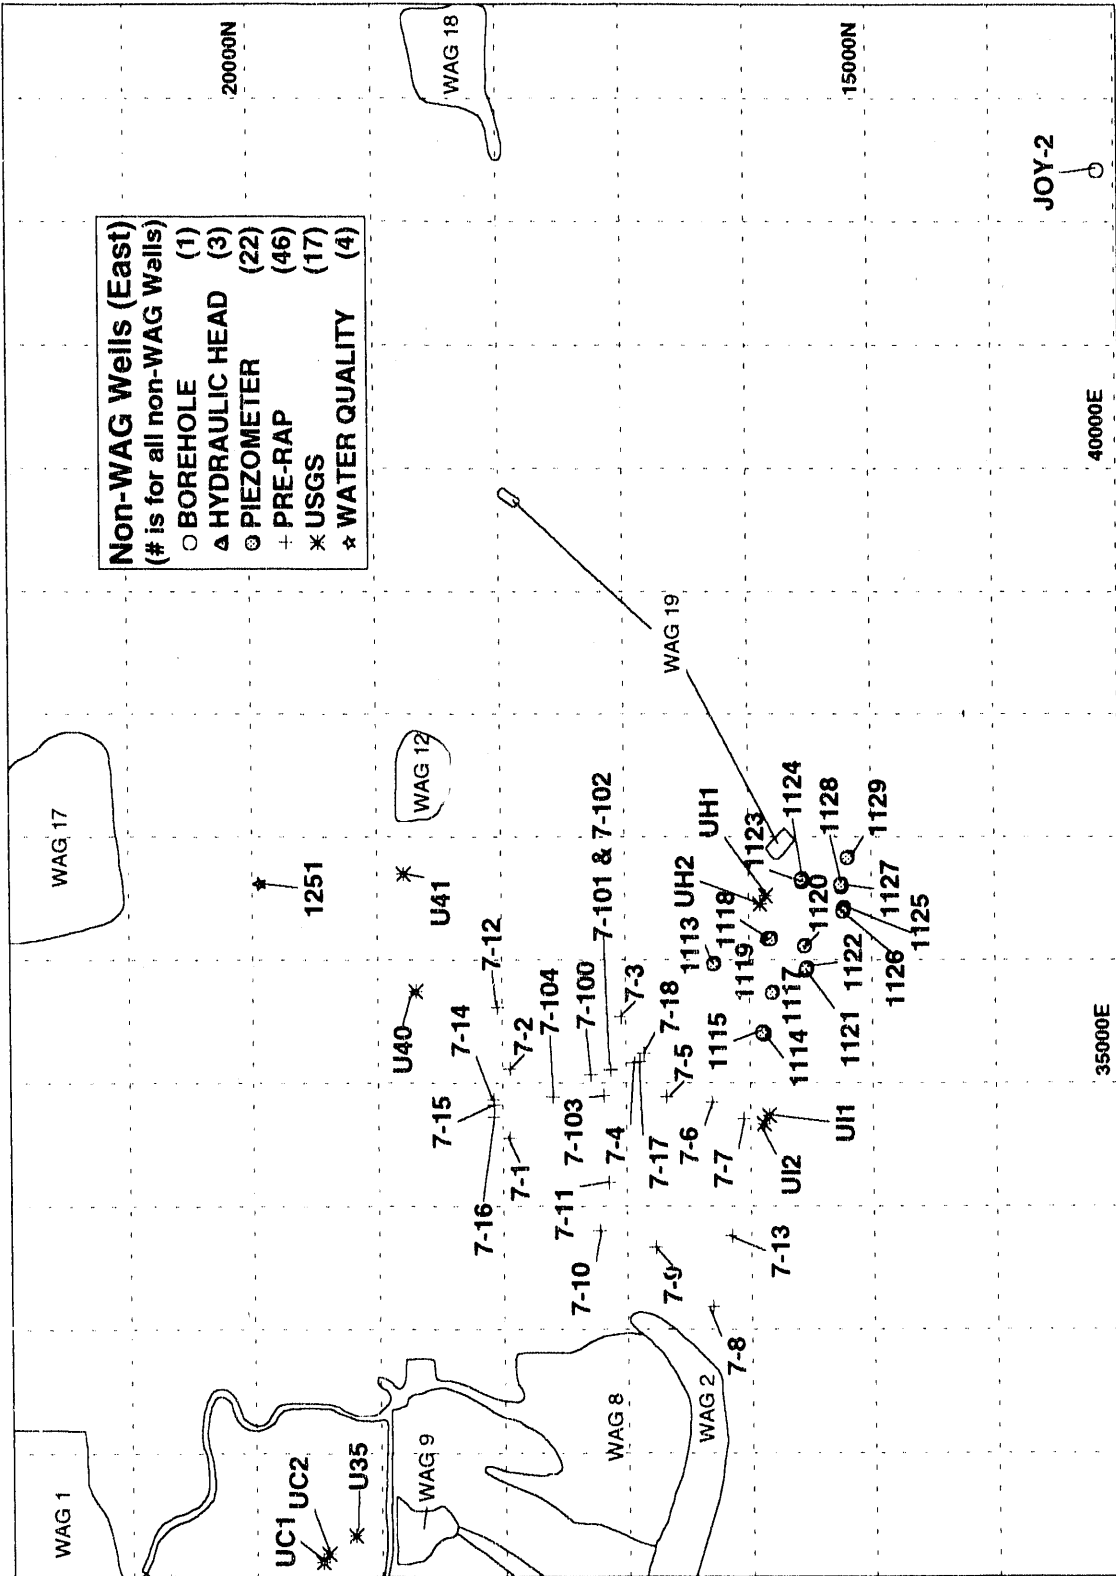 Non-WAG Wells (East)
(# is for all non-WAG Wells)
○ BOREHOLE (1)
△ HYDRAULIC HEAD (3)
PIEZOMETER (22)
+ PRE-RAP (46)
USGS (17)
☆ WATER QUALITY (4)
20000N
15000N
40000E
35000E
WAG 1
WAG 17
WAG 18
WAG 12
WAG 19
WAG 9
WAG 8
WAG 2
JOY-2
UC1
UC2
U35
1251
U41
U40
7-12
7-14
7-15
7-16
7-1
7-2
7-104
7-100
7-101 & 7-102
7-103
7-3
7-4
7-18
7-17
7-5
7-6
7-7
7-11
7-10
7-9
7-13
7-8
UH1
UH2
UI1
UI2
1113
1118
1119
1115
1114
1117
1123
1124
1120
1121
1122
1128
1129
1127
1125
1126